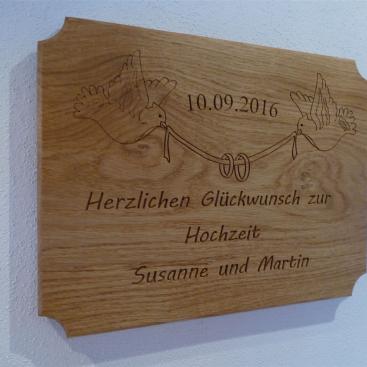 10.09.2016
Herzlichen Glückwunsch zur
Hochzeit
Susanne und Martin